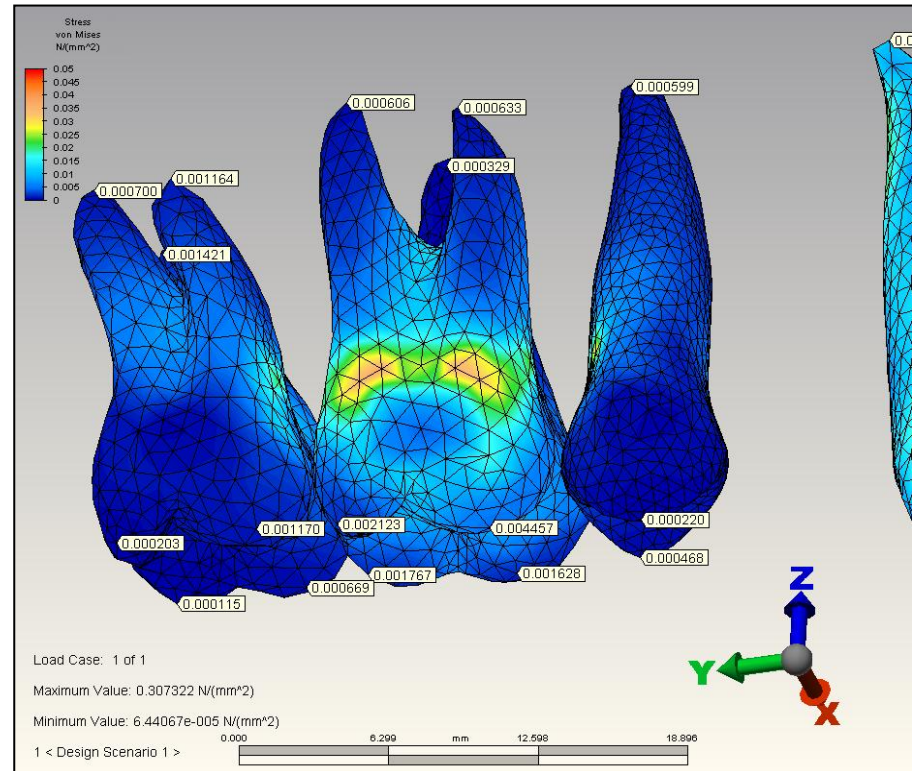 Stress
von Mises
N/(mm^2)
0.05
0.045
0.04
0.035
0.03
0.025
0.02
0.015
0.01
0.005
0
0.000606
0.000633
0.000599
0.000329
0.001164
0.000700
0.001421
0.002123
0.004457
0.000220
0.001170
0.000203
0.000468
0.001767
0.001628
0.000669
0.000115
Z
Y
X
Load Case: 1 of 1
Maximum Value: 0.307322 N/(mm^2)
Minimum Value: 6.44067e-005 N/(mm^2)
1 < Design Scenario 1 >
0.000 6.299 mm 12.598 18.896